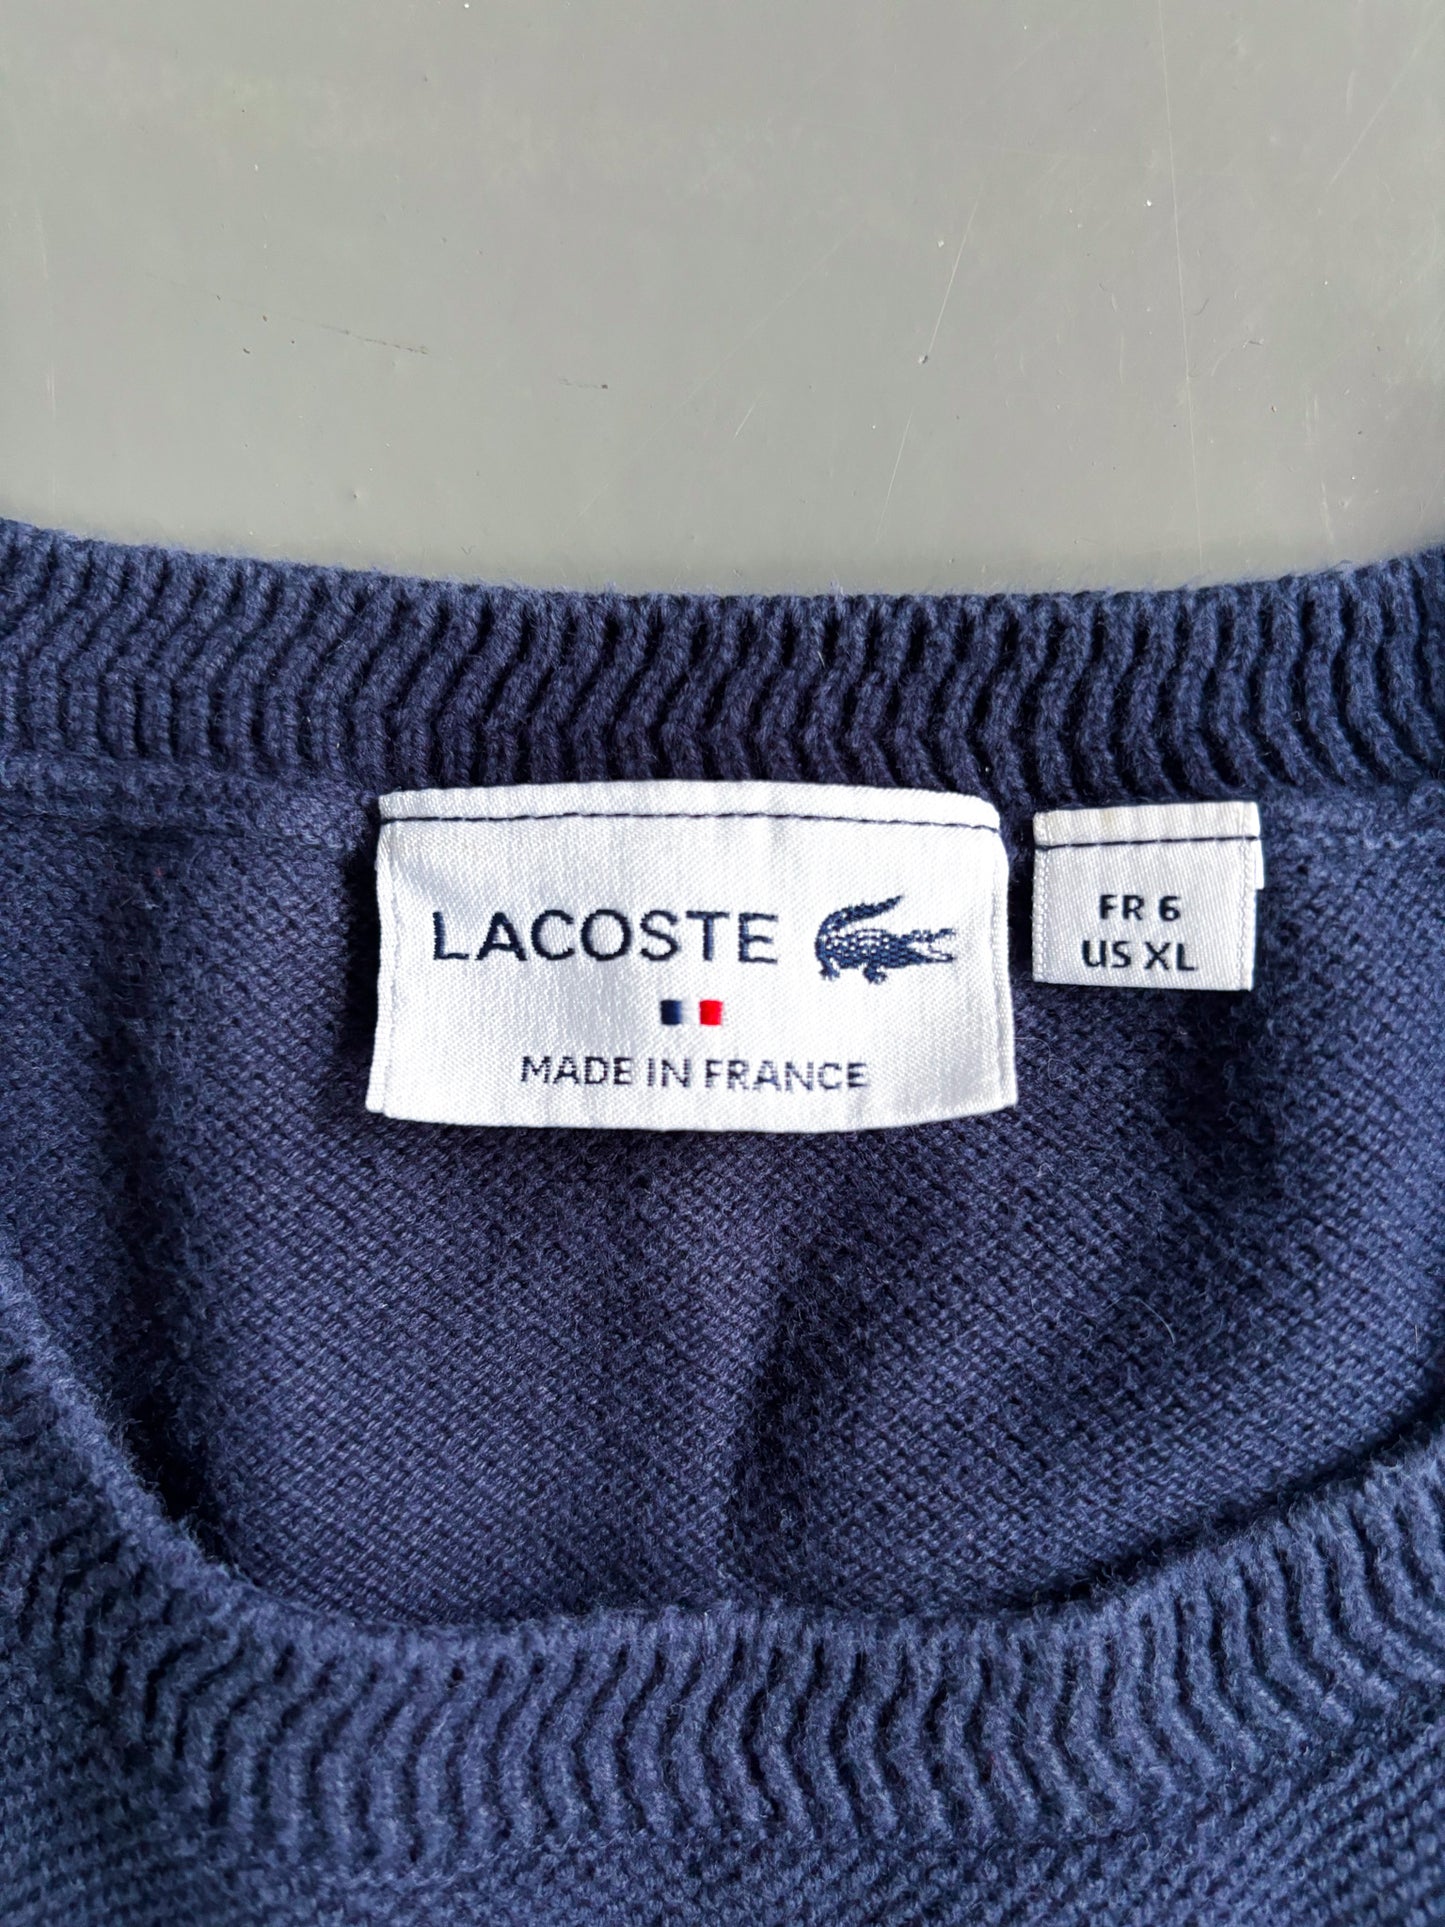 LACOSTE
MADE IN FRANCE
FR 6
US XL